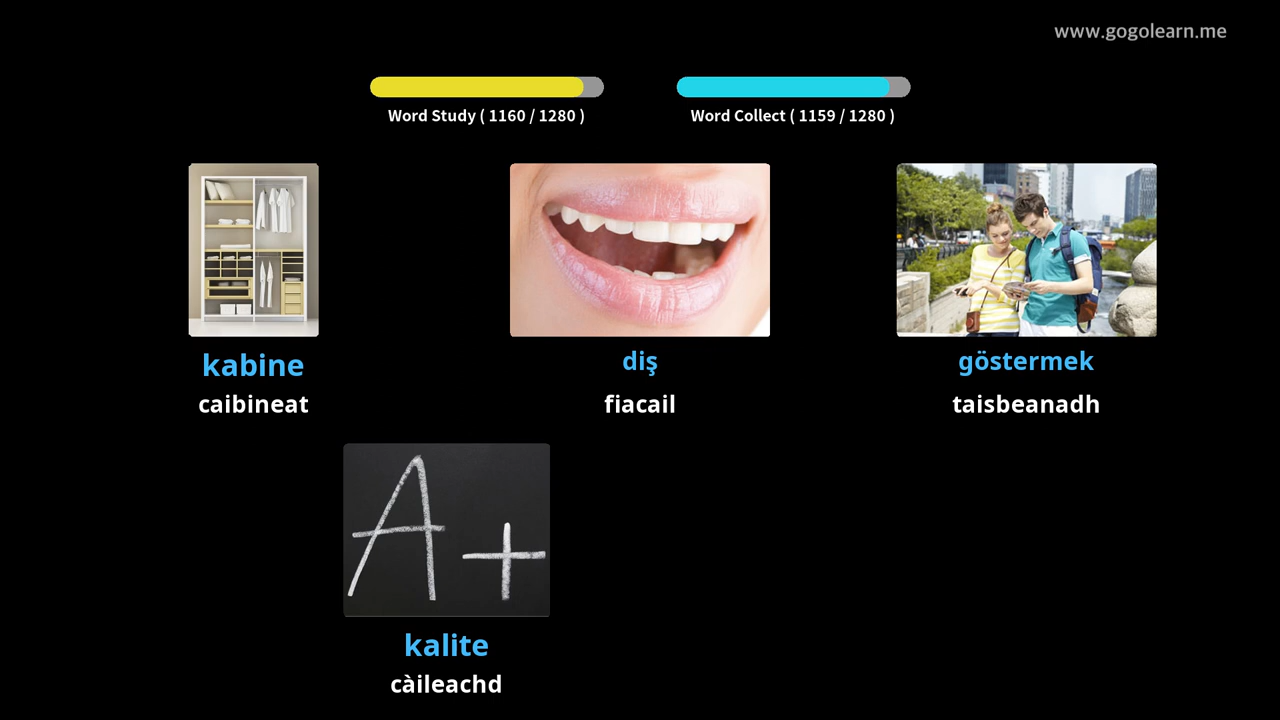 www.gogolearn.me
Word Study ( 1160 / 1280 )
Word Collect ( 1159 / 1280 )
kabine
caibineat
diş
fiacail
göstermek
taisbeanadh
A+
kalite
càileachd